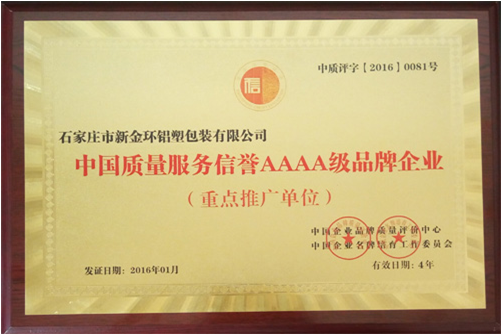 中质评字【2016】0081号
信
石家庄市新金环铝塑包装有限公司
中国质量服务信誉AAAA级品牌企业
（重点推广单位）
中国企业品牌质量评价中心
中国企业名牌培育工作委员会
发证日期：2016年01月
有效日期：4年